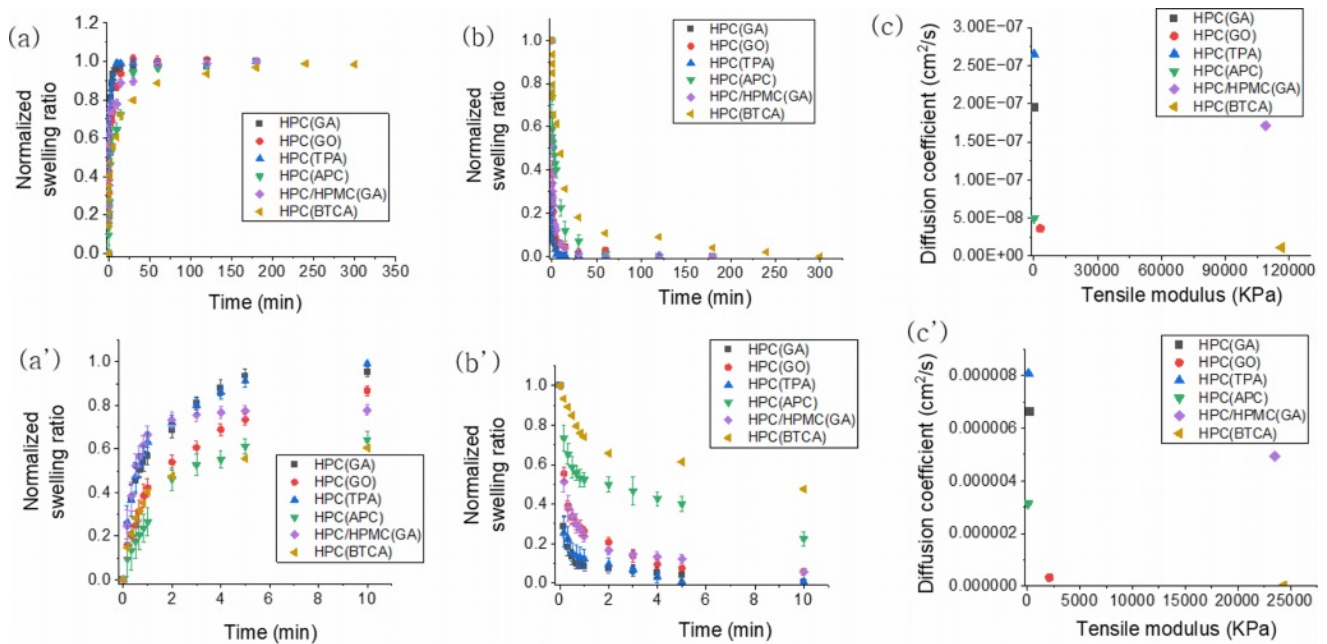 (a)
1.2
1.0
0.8
0.6
0.4
0.2
0.0
Normalized
swelling ratio
HPC(GA)
HPC(GO)
HPC(TPA)
HPC(APC)
HPC/HPMC(GA)
HPC(BTCA)
0 50 100 150 200 250 300 350
Time (min)
(b)
1.0
0.8
0.6
0.4
0.2
0.0
Normalized
swelling ratio
HPC(GA)
HPC(GO)
HPC(TPA)
HPC(APC)
HPC/HPMC(GA)
HPC(BTCA)
0 50 100 150 200 250 300
Time (min)
(c)
3.00E-07
2.50E-07
2.00E-07
1.50E-07
1.00E-07
5.00E-08
0.00E+00
Diffusion coefficient (cm²/s)
HPC(GA)
HPC(GO)
HPC(TPA)
HPC(APC)
HPC/HPMC(GA)
HPC(BTCA)
0 30000 60000 90000 120000
Tensile modulus (KPa)
(a')
1.0
0.8
0.6
0.4
0.2
0.0
Normalized
swelling ratio
HPC(GA)
HPC(GO)
HPC(TPA)
HPC(APC)
HPC/HPMC(GA)
HPC(BTCA)
0 2 4 6 8 10
Time (min)
(b')
1.0
0.8
0.6
0.4
0.2
0.0
Normalized
swelling ratio
HPC(GA)
HPC(GO)
HPC(TPA)
HPC(APC)
HPC/HPMC(GA)
HPC(BTCA)
0 2 4 6 8 10
Time (min)
(c')
0.000008
0.000006
0.000004
0.000002
0.000000
Diffusion coefficient (cm²/s)
HPC(GA)
HPC(GO)
HPC(TPA)
HPC(APC)
HPC/HPMC(GA)
HPC(BTCA)
0 5000 10000 15000 20000 25000
Tensile modulus (KPa)